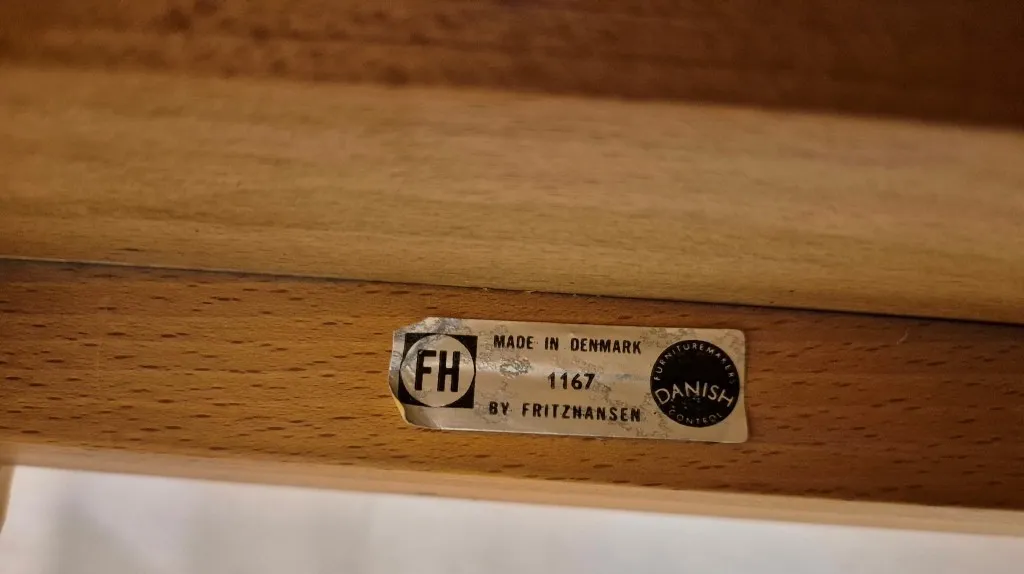 FH
MADE IN DENMARK
1167
BY FRITZHANSEN
FURNITUREMAKERS
DANISH
CONTROL